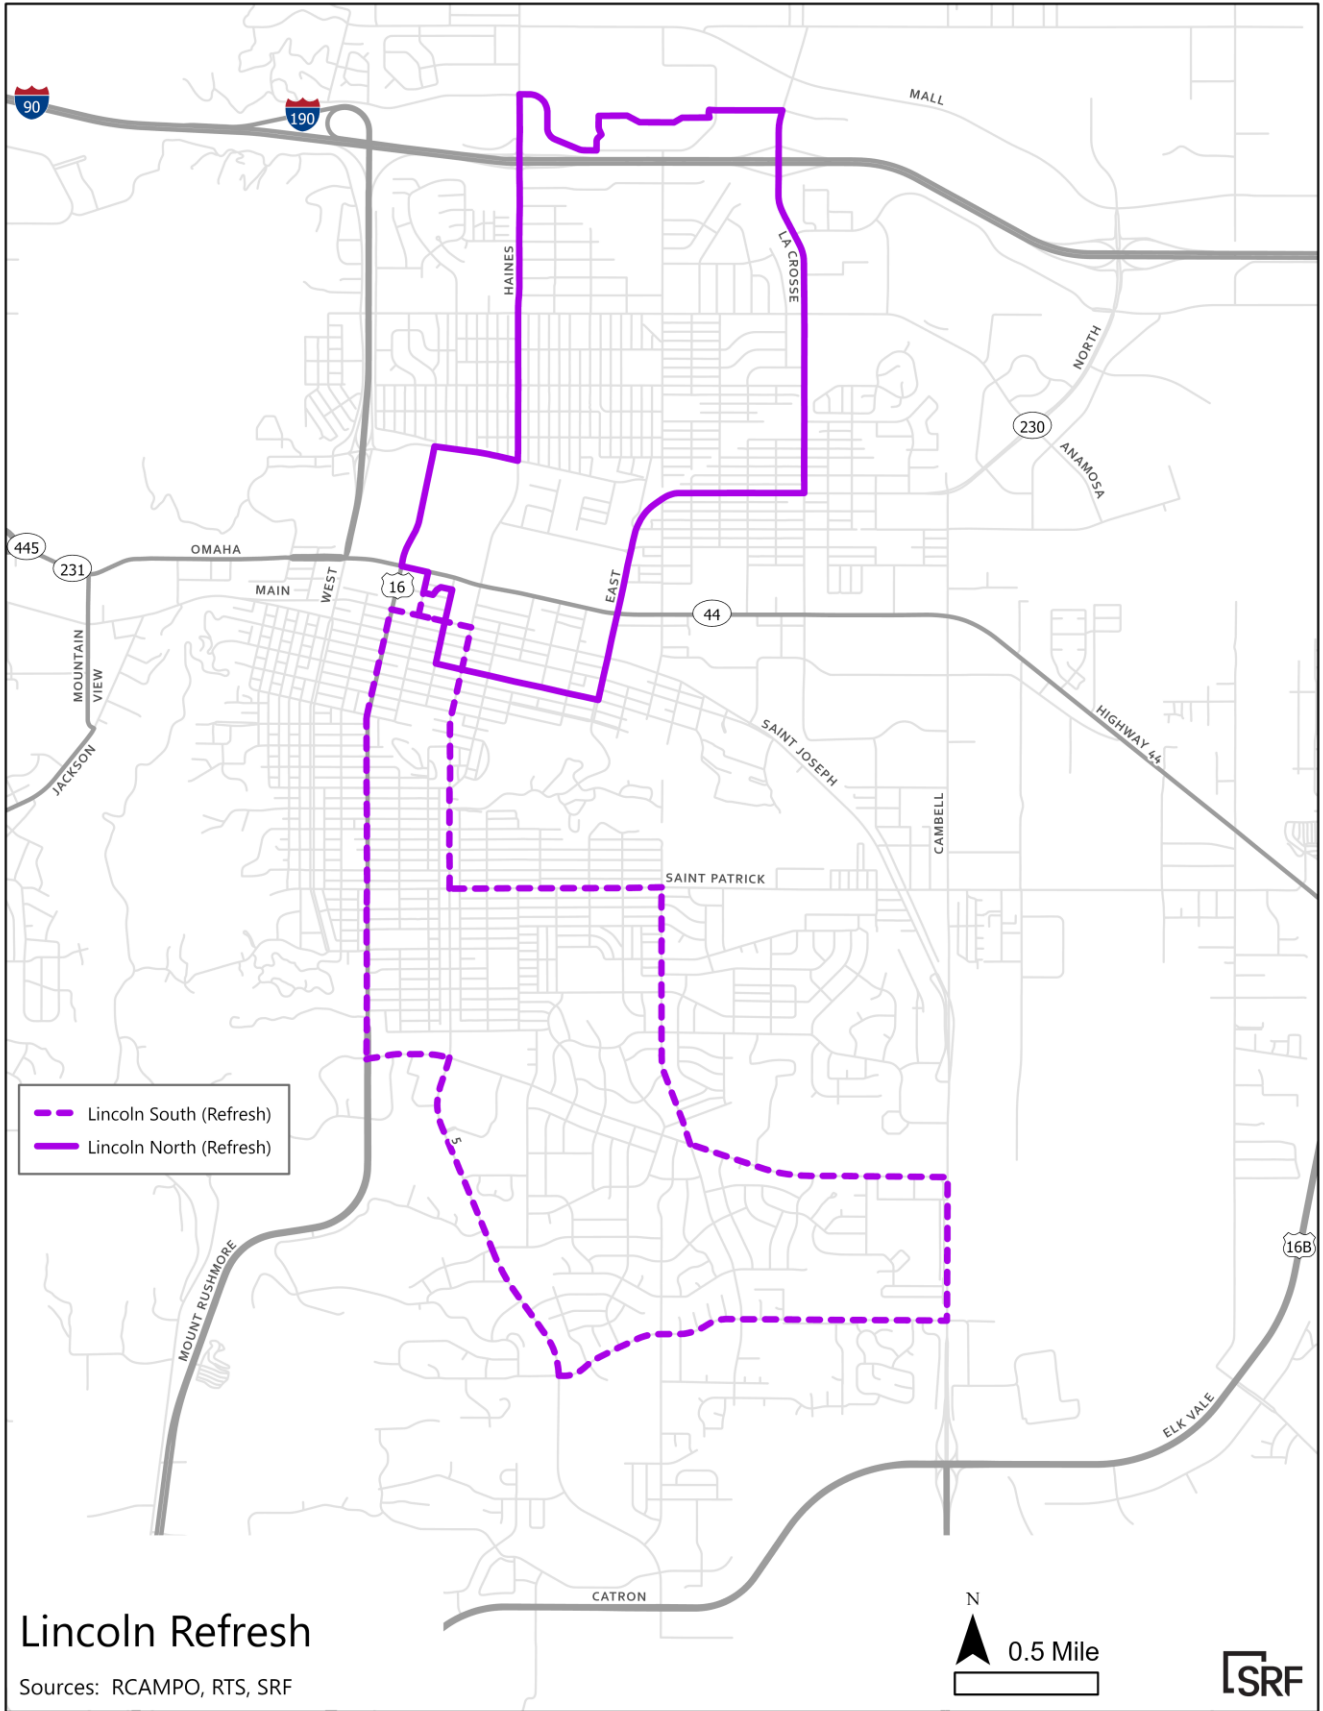 90
190
MALL
HAINES
LA CROSSE
NORTH
230
ANAMOSA
445
231
OMAHA
MAIN
WEST
16
EAST
44
MOUNTAIN
VIEW
JACKSON
SAINT JOSEPH
HIGHWAY 44
CAMBELL
SAINT PATRICK
Lincoln South (Refresh)
Lincoln North (Refresh)
5
MOUNT RUSHMORE
16B
ELK VALE
CATRON
Lincoln Refresh
Sources: RCAMPO, RTS, SRF
N
0.5 Mile
SRF